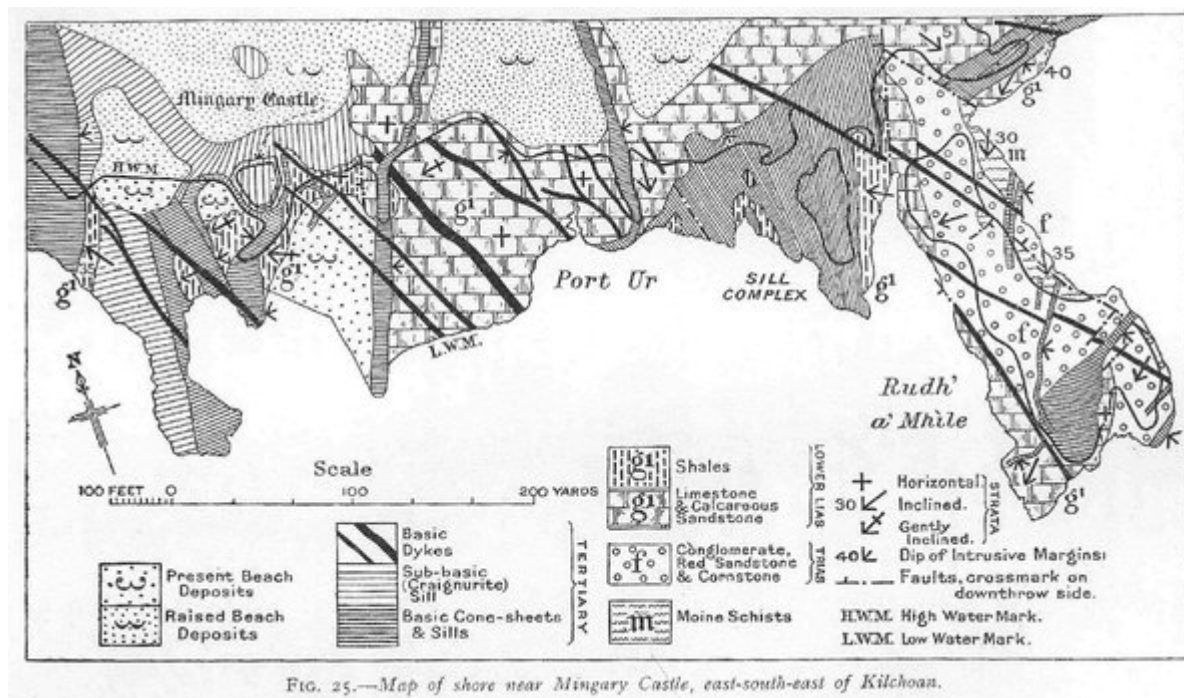 Mingary Castle
H.W.M.
g¹
g¹
g¹
Port Ur
L.W.M.
SILL
COMPLEX
g¹
5
40
g¹
30
m
f
35
f
Rudh'
a' Mhìle
g¹
N
Scale
100 FEET 0 100 200 YARDS
Present Beach
Deposits
Raised Beach
Deposits
Basic
Dykes
Sub-basic
(Craignurite)
Sill
Basic Cone-sheets
& Sills
TERTIARY
g¹ Shales
g¹ Limestone
& Calcareous
Sandstone
LOWER LIAS
f Conglomerate,
Red Sandstone
& Cornstone
TRIAS
m Moine Schists
Horizontal
30 Inclined.
Gently
Inclined.
STRATA
40 Dip of Intrusive Margins
Faults, crossmark on
downthrow side.
H.W.M. High Water Mark.
L.W.M. Low Water Mark.
FIG. 25.—Map of shore near Mingary Castle, east-south-east of Kilchoan.